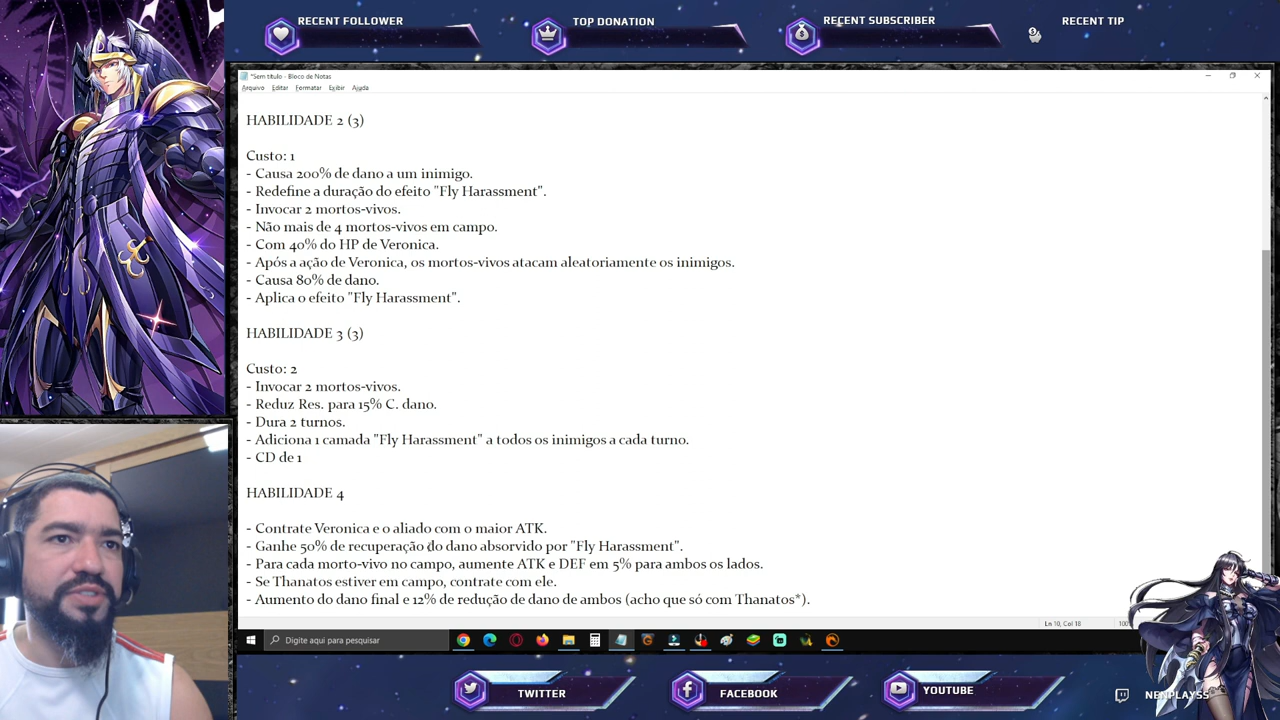 RECENT FOLLOWER
TOP DONATION
RECENT SUBSCRIBER
RECENT TIP
*Sem título - Bloco de Notas
Arquivo Editar Formatar Exibir Ajuda
HABILIDADE 2 (3)
Custo: 1
- Causa 200% de dano a um inimigo.
- Redefine a duração do efeito "Fly Harassment".
- Invocar 2 mortos-vivos.
- Não mais de 4 mortos-vivos em campo.
- Com 40% do HP de Veronica.
- Após a ação de Veronica, os mortos-vivos atacam aleatoriamente os inimigos.
- Causa 80% de dano.
- Aplica o efeito "Fly Harassment".
HABILIDADE 3 (3)
Custo: 2
- Invocar 2 mortos-vivos.
- Reduz Res. para 15% C. dano.
- Dura 2 turnos.
- Adiciona 1 camada "Fly Harassment" a todos os inimigos a cada turno.
- CD de 1
HABILIDADE 4
- Contrate Veronica e o aliado com o maior ATK.
- Ganhe 50% de recuperação do dano absorvido por "Fly Harassment".
- Para cada morto-vivo no campo, aumente ATK e DEF em 5% para ambos os lados.
- Se Thanatos estiver em campo, contrate com ele.
- Aumento do dano final e 12% de redução de dano de ambos (acho que só com Thanatos*).
Ln 10, Col 18
Digite aqui para pesquisar
TWITTER
FACEBOOK
YOUTUBE